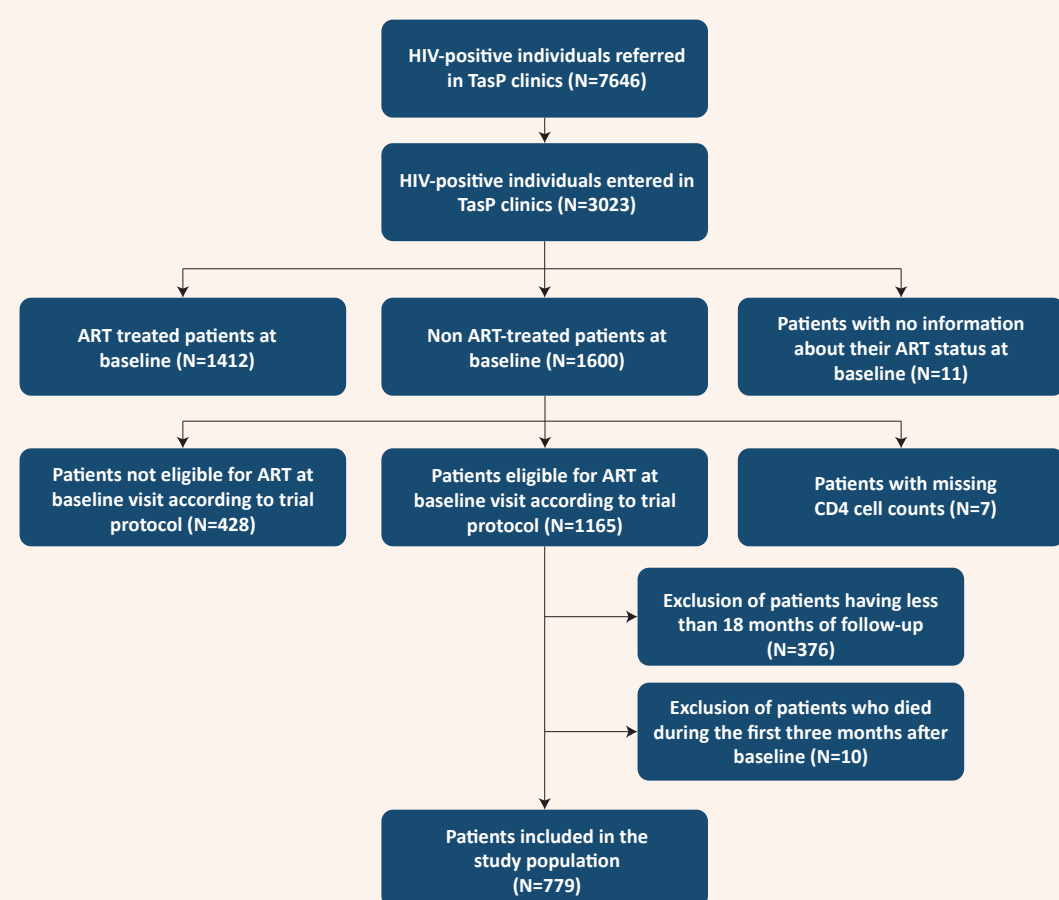 HIV-positive individuals referred
in TasP clinics (N=7646)
HIV-positive individuals entered in
TasP clinics (N=3023)
ART treated patients at
baseline (N=1412)
Non ART-treated patients at
baseline (N=1600)
Patients with no information
about their ART status at
baseline (N=11)
Patients not eligible for ART at
baseline visit according to trial
protocol (N=428)
Patients eligible for ART at
baseline visit according to trial
protocol (N=1165)
Patients with missing
CD4 cell counts (N=7)
Exclusion of patients having less
than 18 months of follow-up
(N=376)
Exclusion of patients who died
during the first three months after
baseline (N=10)
Patients included in the
study population
(N=779)